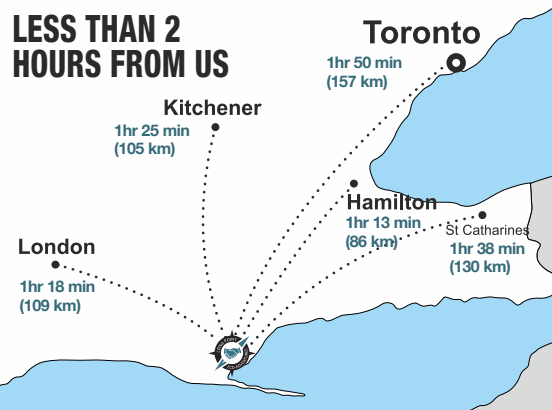 LESS THAN 2
HOURS FROM US
Toronto
1hr 50 min
(157 km)
Kitchener
1hr 25 min
(105 km)
Hamilton
1hr 13 min
(86 km)
St Catharines
1hr 38 min
(130 km)
London
1hr 18 min
(109 km)